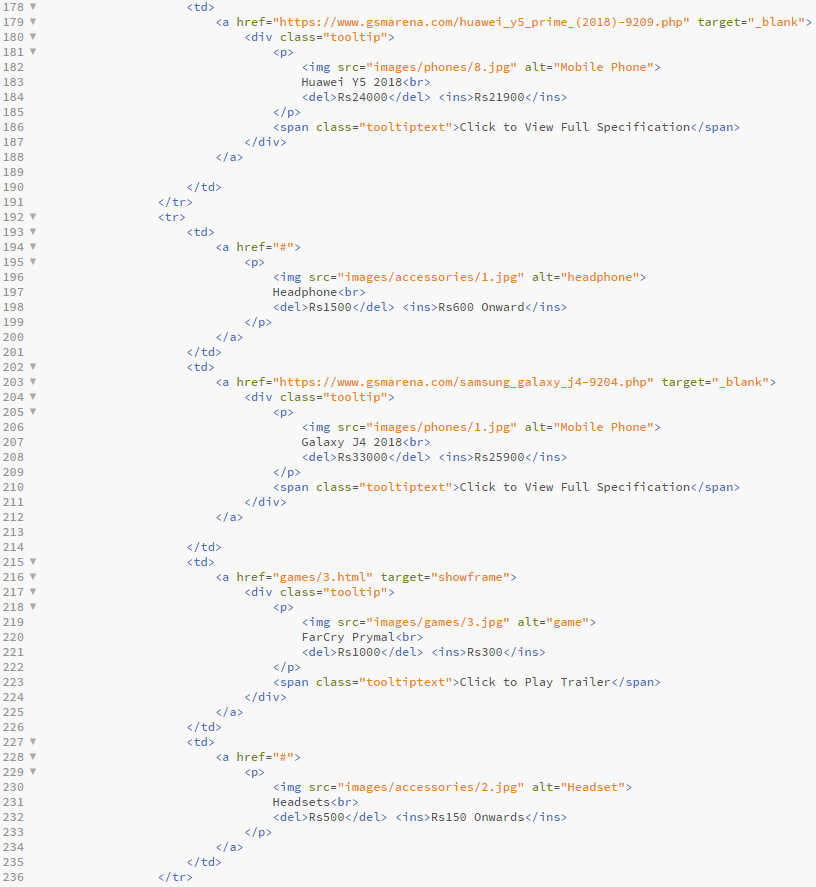 178 ▼ <td>
179 <a href="https://www.gsmarena.com/huawei_y5_prime_(2018)-9209.php" target="_blank">
180 ▼ <div class="tooltip">
181 ▼ <p>
182 <img src="images/phones/8.jpg" alt="Mobile Phone">
183 Huawei Y5 2018<br>
184 <del>Rs24000</del> <ins>Rs21900</ins>
185 </p>
186 <span class="tooltiptext">Click to View Full Specification</span>
187 </div>
188 </a>
189
190 </td>
191 </tr>
192 ▼ <tr>
193 ▼ <td>
194 ▼ <a href="#">
195 ▼ <p>
196 <img src="images/accessories/1.jpg" alt="headphone">
197 Headphone<br>
198 <del>Rs1500</del> <ins>Rs600 Onward</ins>
199 </p>
200 </a>
201 </td>
202 ▼ <td>
203 ▼ <a href="https://www.gsmarena.com/samsung_galaxy_j4-9204.php" target="_blank">
204 ▼ <div class="tooltip">
205 ▼ <p>
206 <img src="images/phones/1.jpg" alt="Mobile Phone">
207 Galaxy J4 2018<br>
208 <del>Rs33000</del> <ins>Rs25900</ins>
209 </p>
210 <span class="tooltiptext">Click to View Full Specification</span>
211 </div>
212 </a>
213
214 </td>
215 ▼ <td>
216 ▼ <a href="games/3.html" target="showframe">
217 ▼ <div class="tooltip">
218 ▼ <p>
219 <img src="images/games/3.jpg" alt="game">
220 FarCry Prymal<br>
221 <del>Rs1000</del> <ins>Rs300</ins>
222 </p>
223 <span class="tooltiptext">Click to Play Trailer</span>
224 </div>
225 </a>
226 </td>
227 ▼ <td>
228 ▼ <a href="#">
229 ▼ <p>
230 <img src="images/accessories/2.jpg" alt="Headset">
231 Headsets<br>
232 <del>Rs500</del> <ins>Rs150 Onwards</ins>
233 </p>
234 </a>
235 </td>
236 </tr>